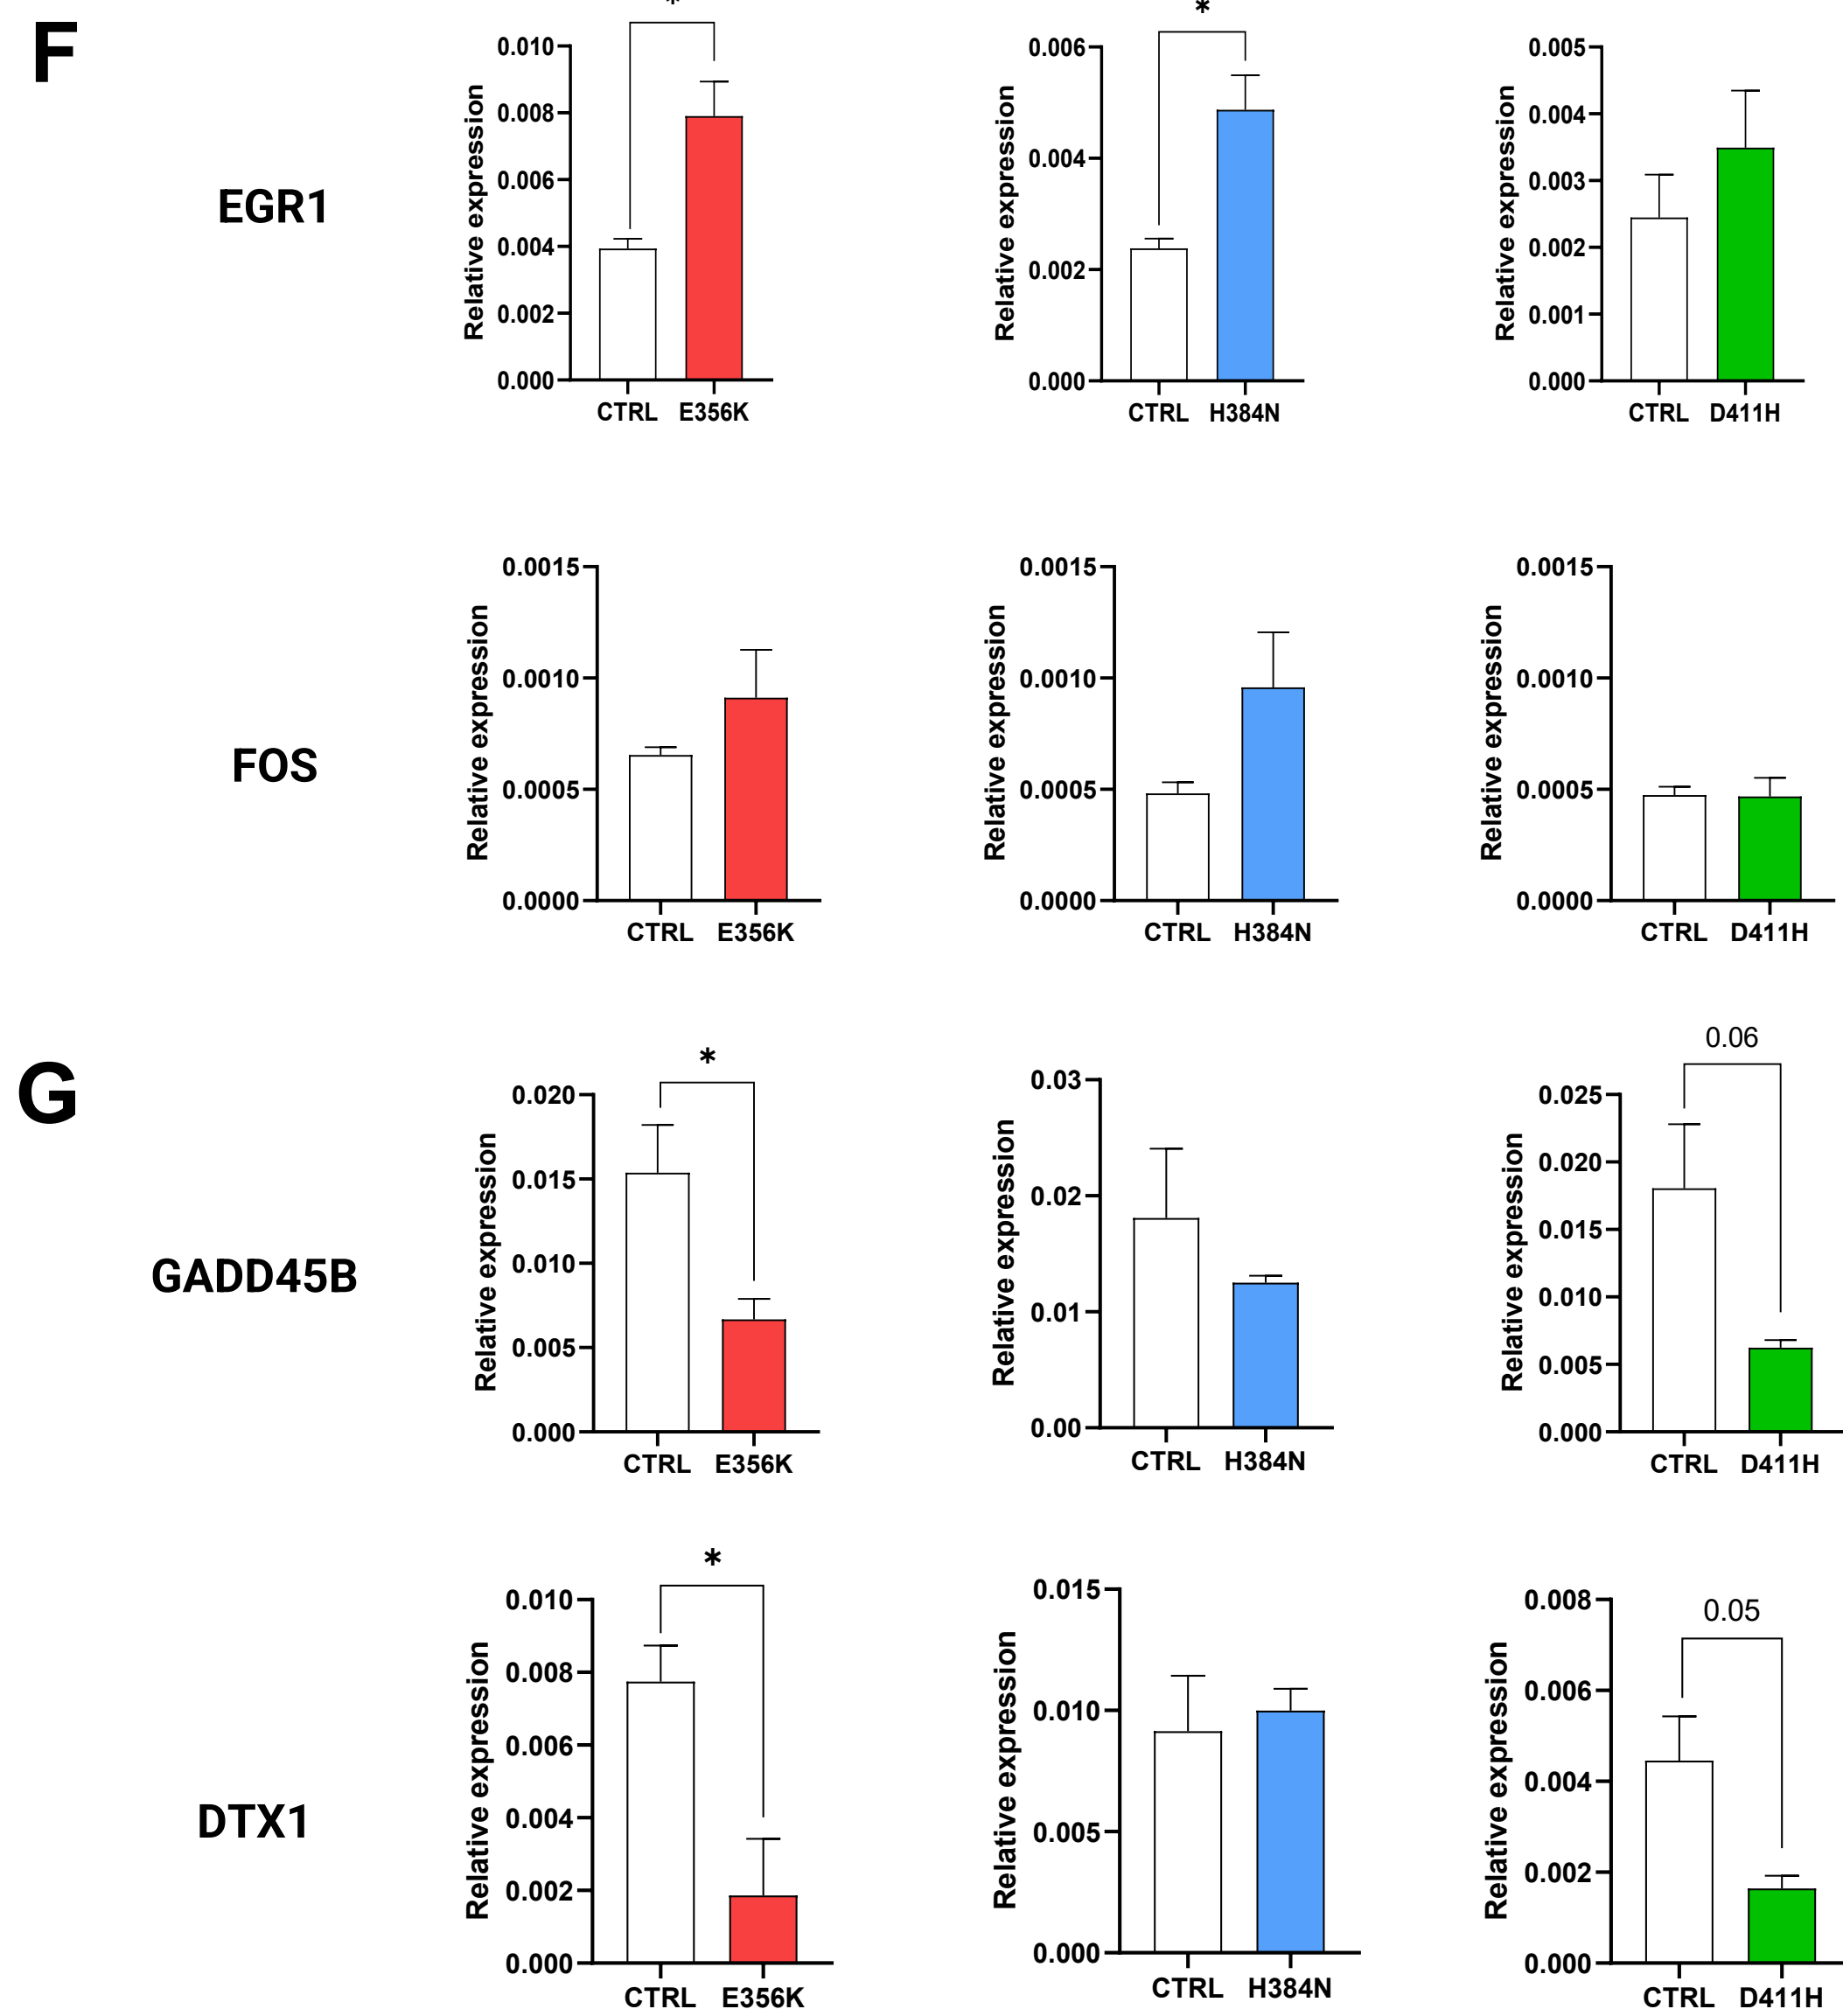 F
EGR1
*
Relative expression
0.010
0.008
0.006
0.004
0.002
0.000
CTRL E356K
*
Relative expression
0.006
0.004
0.002
0.000
CTRL H384N
Relative expression
0.005
0.004
0.003
0.002
0.001
0.000
CTRL D411H
FOS
Relative expression
0.0015
0.0010
0.0005
0.0000
CTRL E356K
Relative expression
0.0015
0.0010
0.0005
0.0000
CTRL H384N
Relative expression
0.0015
0.0010
0.0005
0.0000
CTRL D411H
G
GADD45B
*
Relative expression
0.020
0.015
0.010
0.005
0.000
CTRL E356K
Relative expression
0.03
0.02
0.01
0.00
CTRL H384N
0.06
Relative expression
0.025
0.020
0.015
0.010
0.005
0.000
CTRL D411H
DTX1
*
Relative expression
0.010
0.008
0.006
0.004
0.002
0.000
CTRL E356K
Relative expression
0.015
0.010
0.005
0.000
CTRL H384N
0.05
Relative expression
0.008
0.006
0.004
0.002
0.000
CTRL D411H